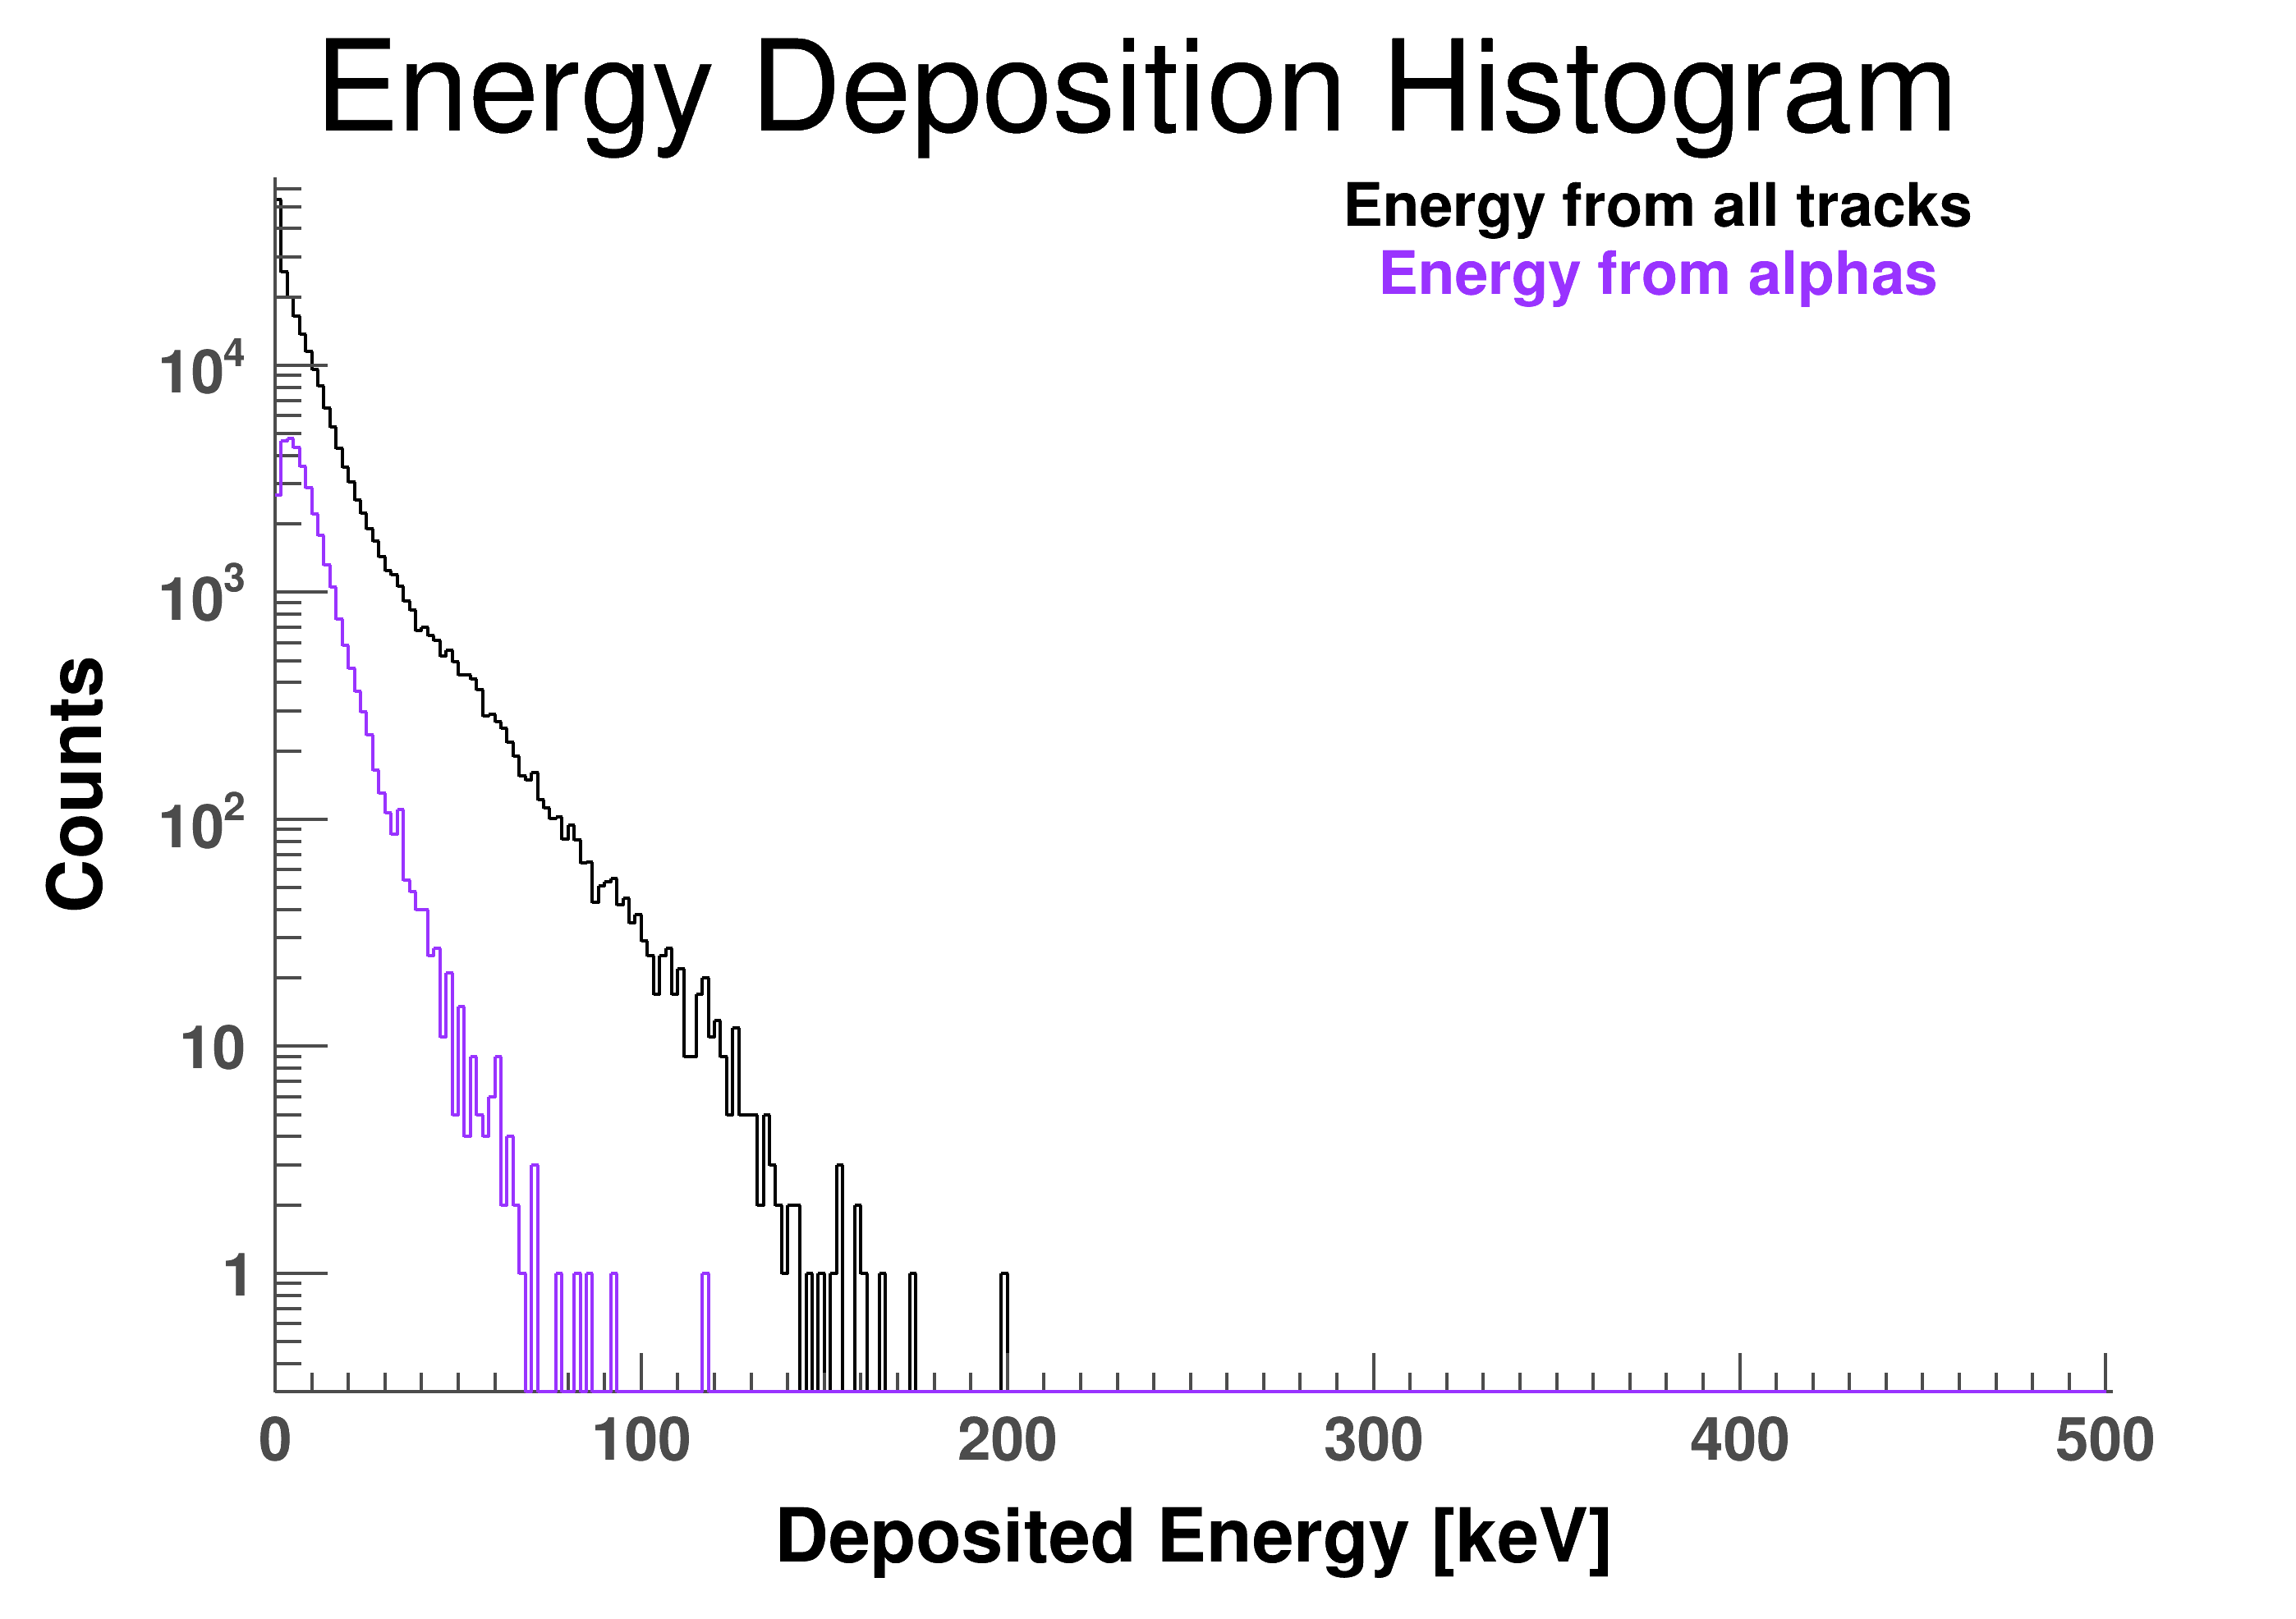 Energy Deposition Histogram
Energy from all tracks
Energy from alphas
10⁴
10³
10²
10
1
Counts
0 100 200 300 400 500
Deposited Energy [keV]